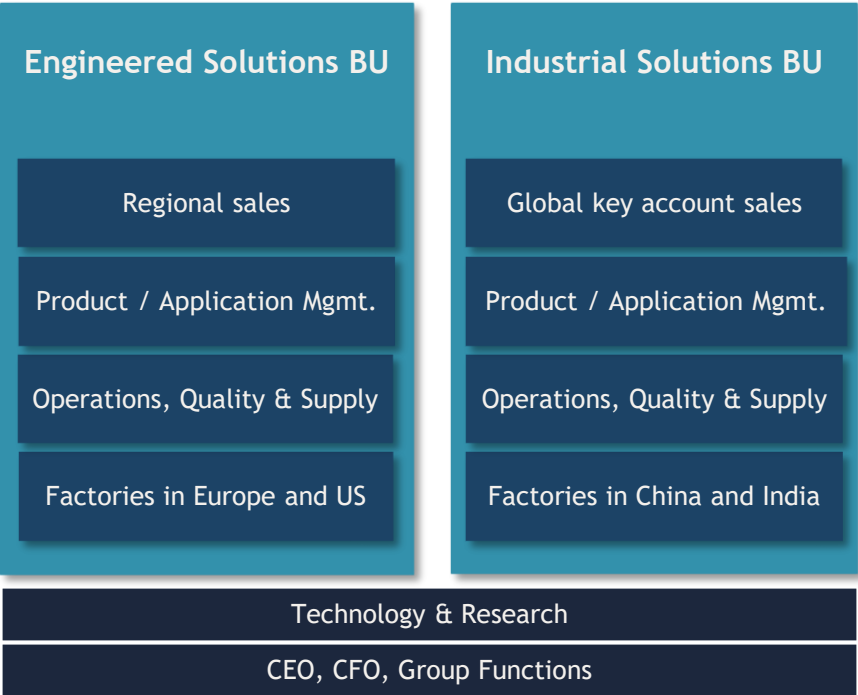 Engineered Solutions BU
Regional sales
Product / Application Mgmt.
Operations, Quality & Supply
Factories in Europe and US
Industrial Solutions BU
Global key account sales
Product / Application Mgmt.
Operations, Quality & Supply
Factories in China and India
Technology & Research
CEO, CFO, Group Functions